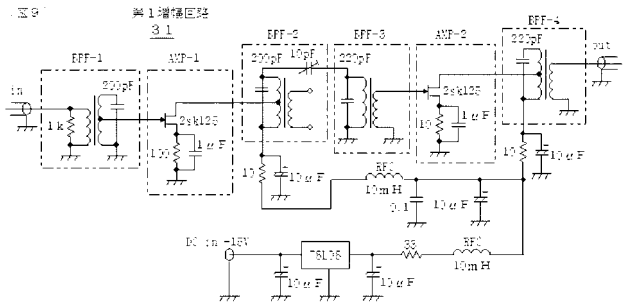 図9
第1増幅回路
31
BPF-4
BPF-2
BPF-3
AMP-2
BPF-1
AMP-1
220pF
out
10pF
200pF
220pF
200pF
in
2sk125
2sk125
1k
100
1μF
10
1μF
10
10μF
RFC
10
10μF
10mH
0.1
10μF
DC in -15V
33
RFC
10mH
10μF
10μF